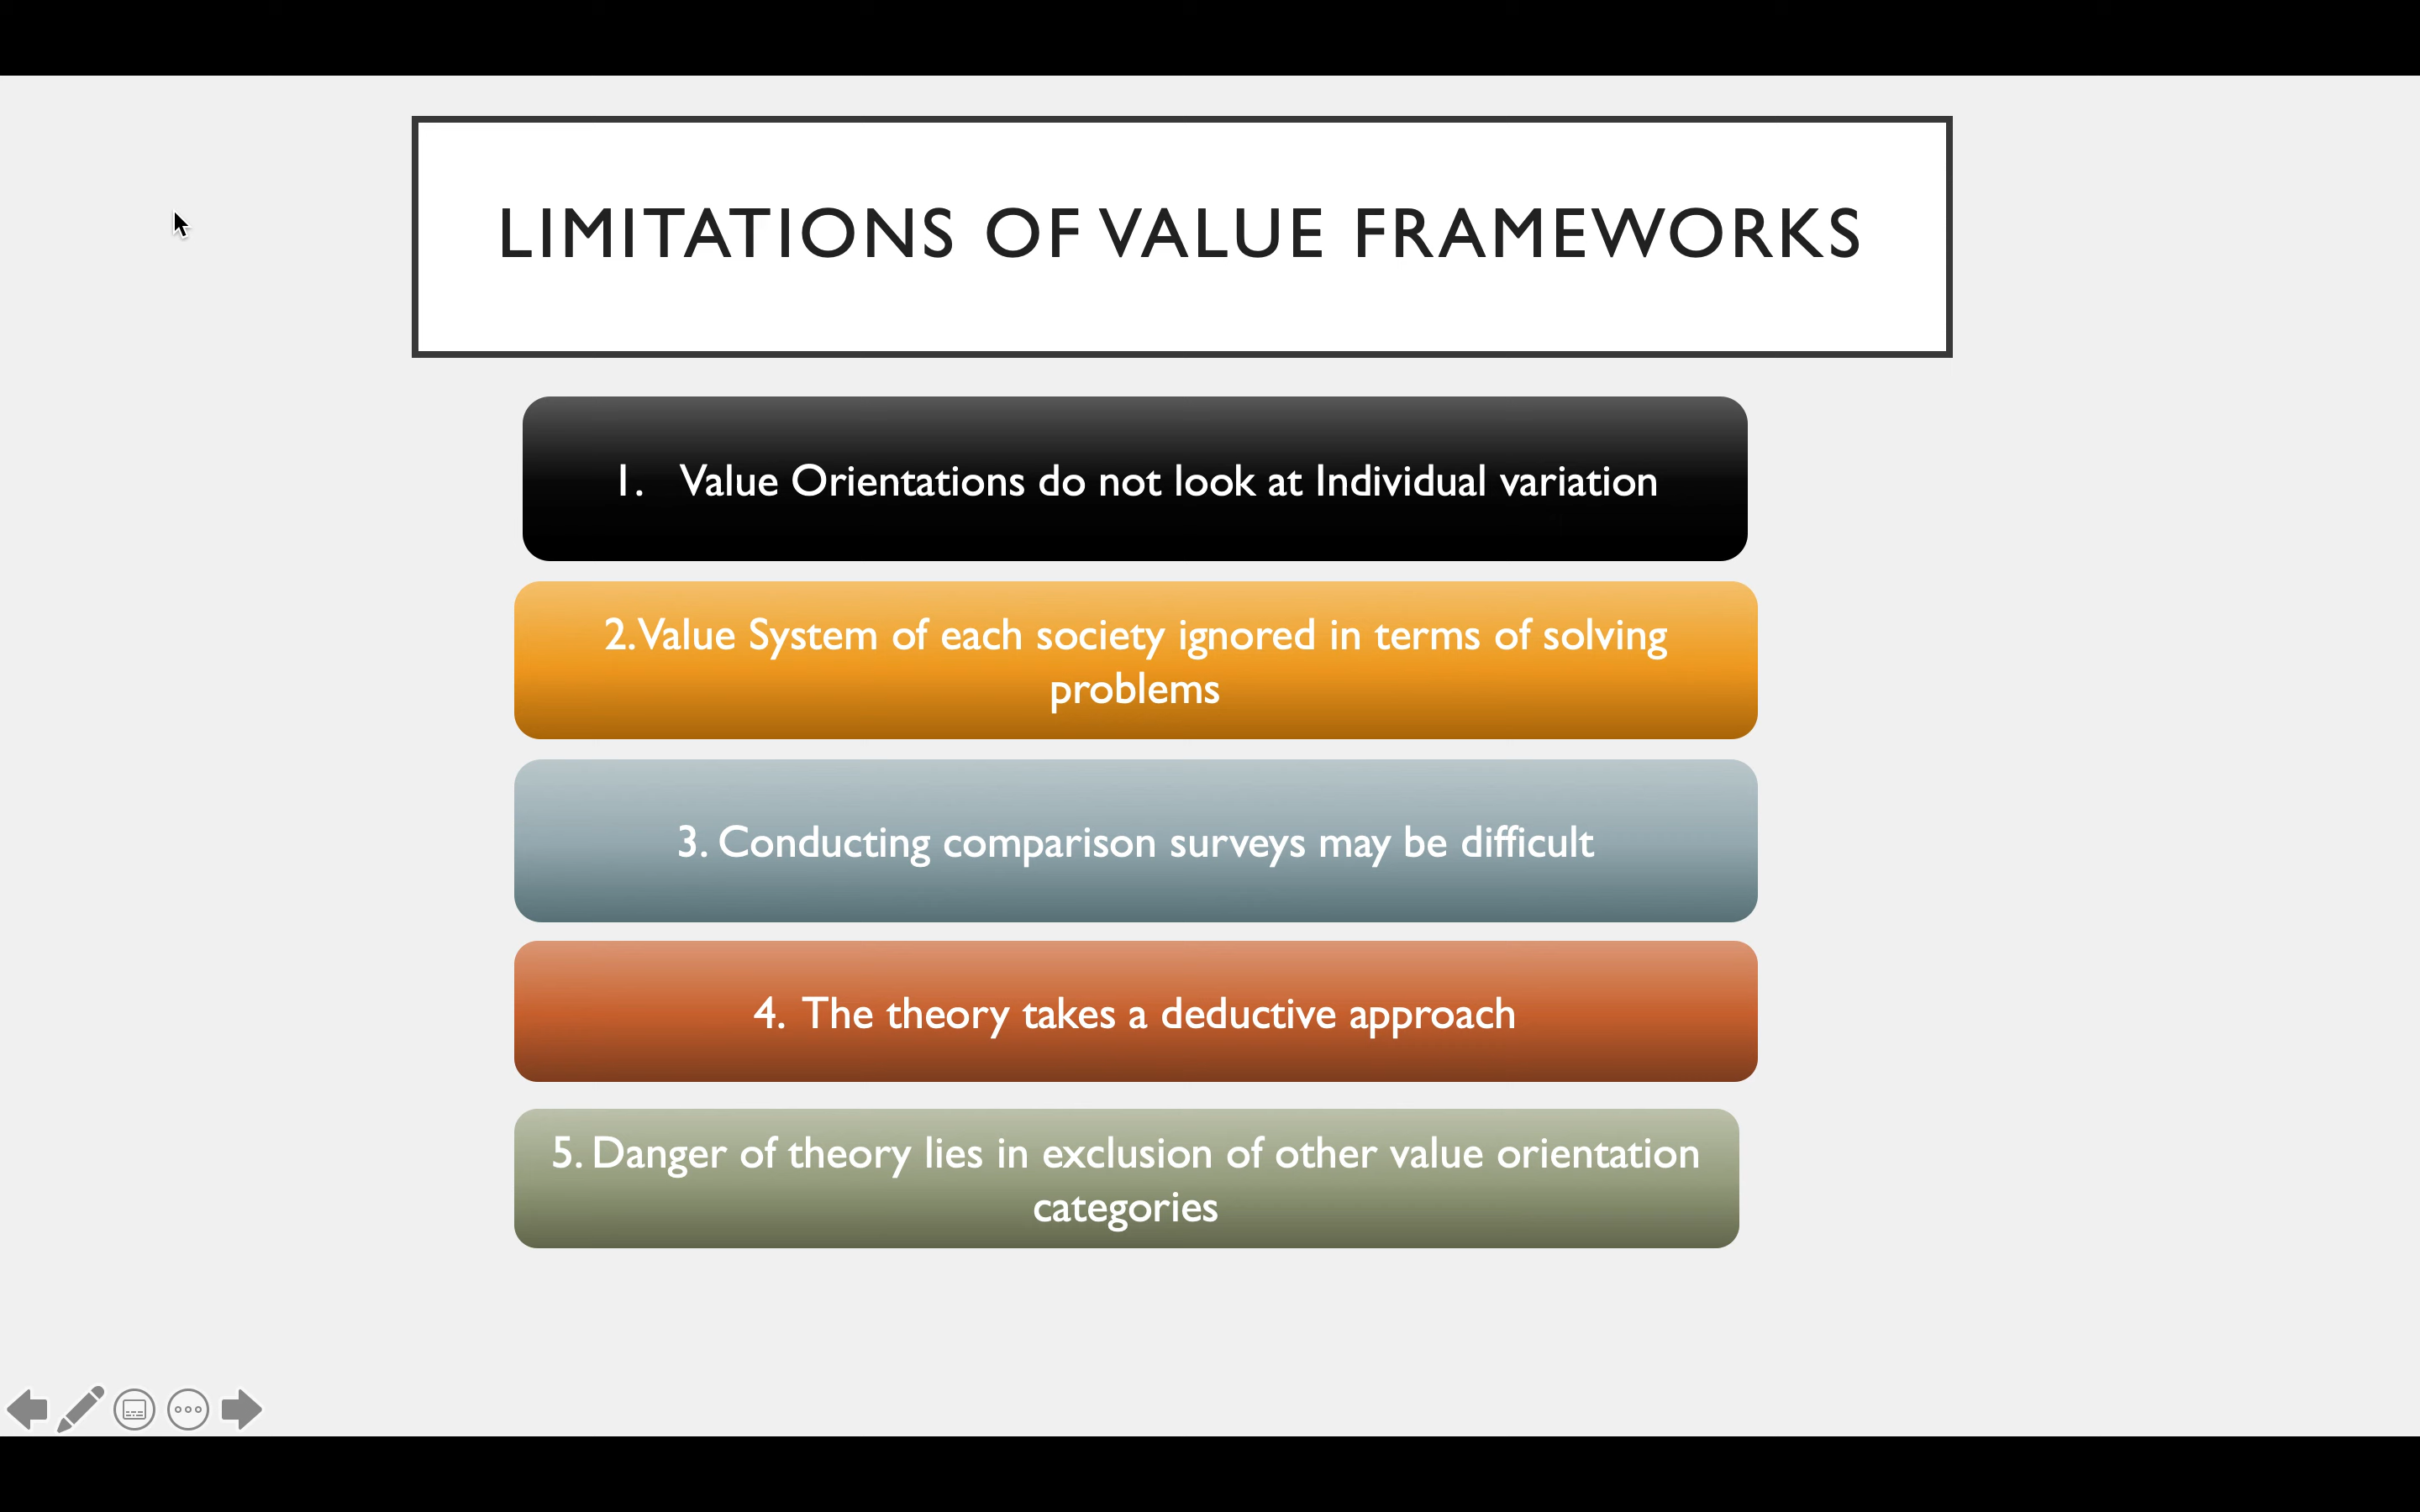 LIMITATIONS OF VALUE FRAMEWORKS
1. Value Orientations do not look at Individual variation
2. Value System of each society ignored in terms of solving
problems
3. Conducting comparison surveys may be difficult
4. The theory takes a deductive approach
5. Danger of theory lies in exclusion of other value orientation
categories